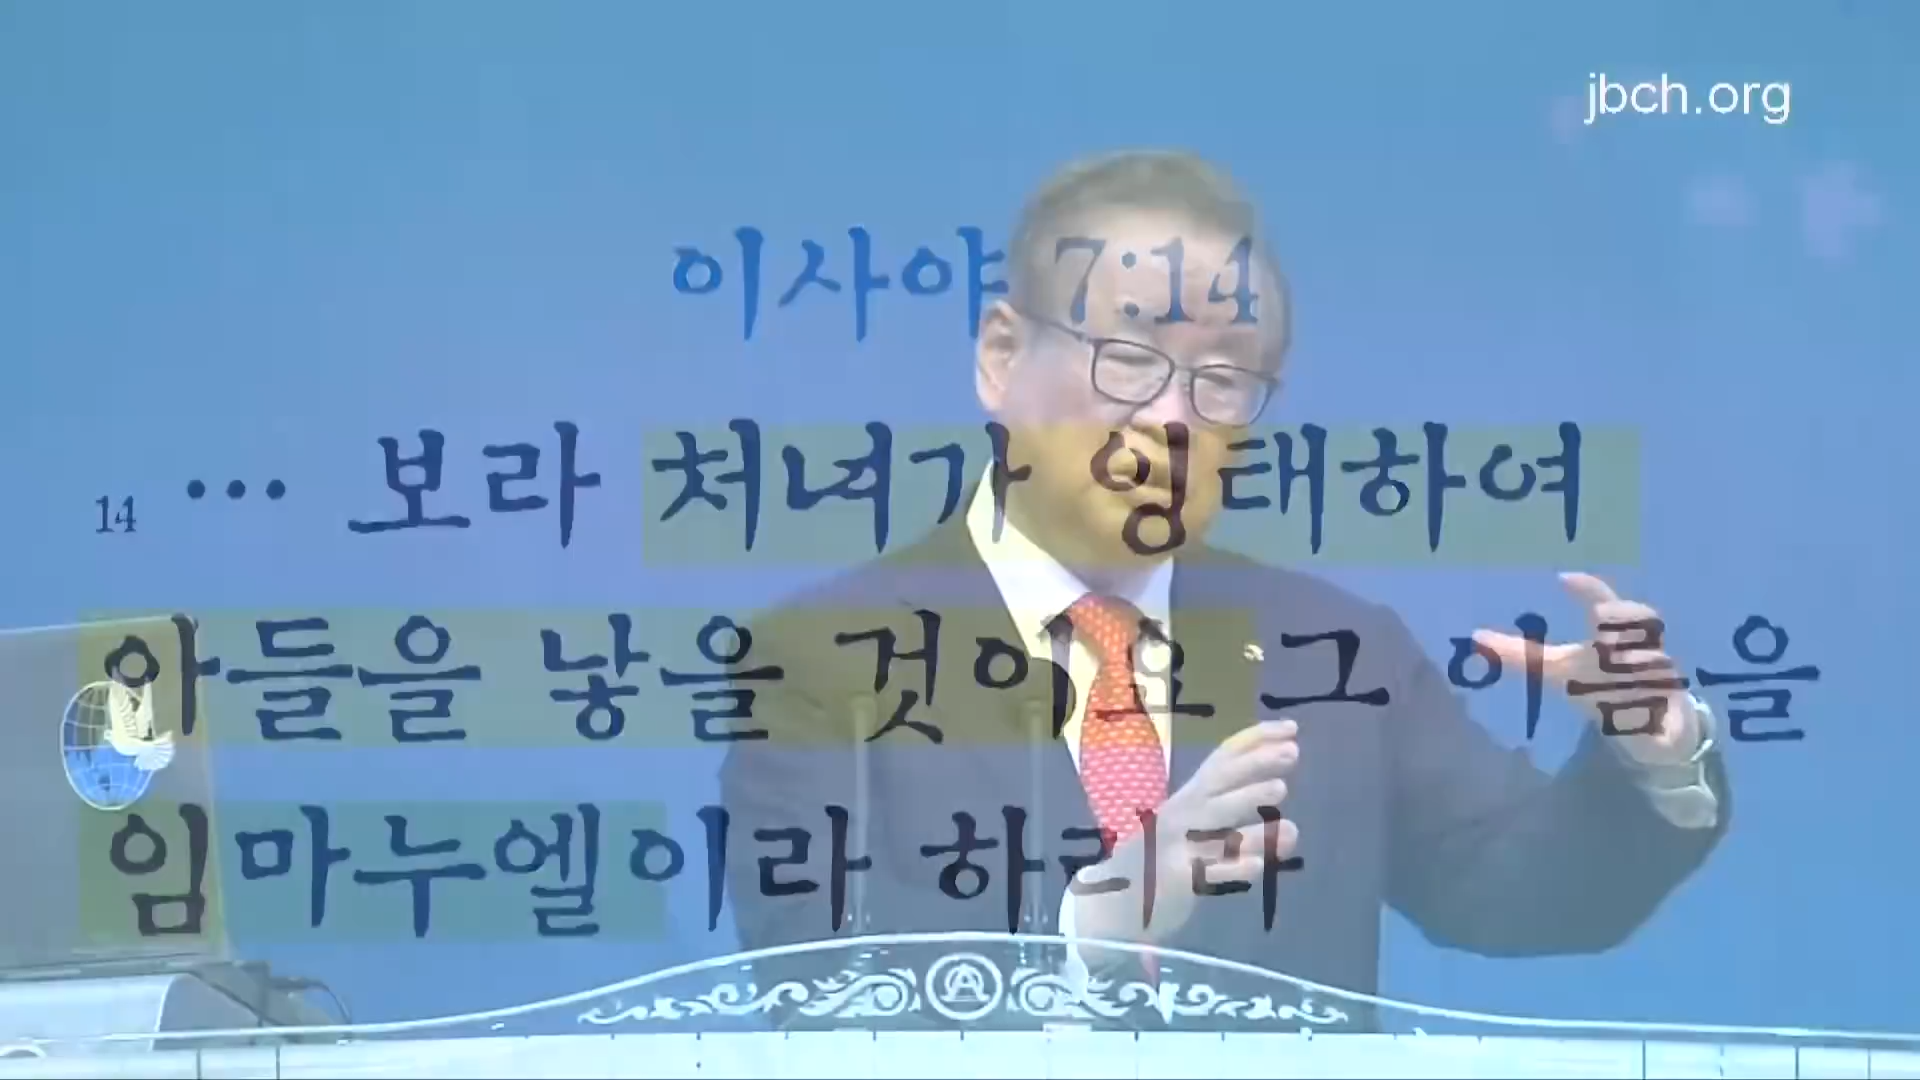 jbch.org
이사야 7:14
14 … 보라 처녀가 잉태하여
아들을 낳을 것이요 그 이름을
임마누엘이라 하리라